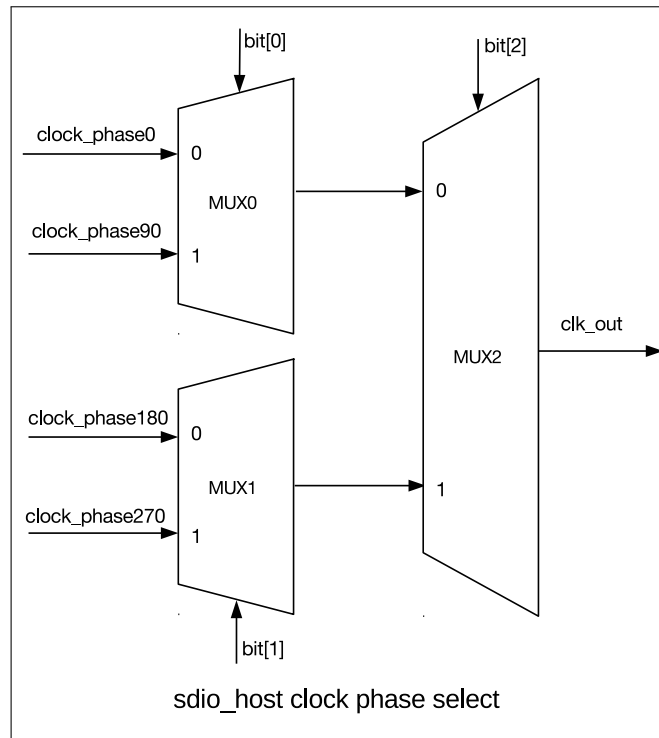 bit[0]
bit[2]
clock_phase0
0
MUX0
0
clock_phase90
1
clk_out
MUX2
clock_phase180
0
MUX1
1
clock_phase270
1
bit[1]
sdio_host clock phase select